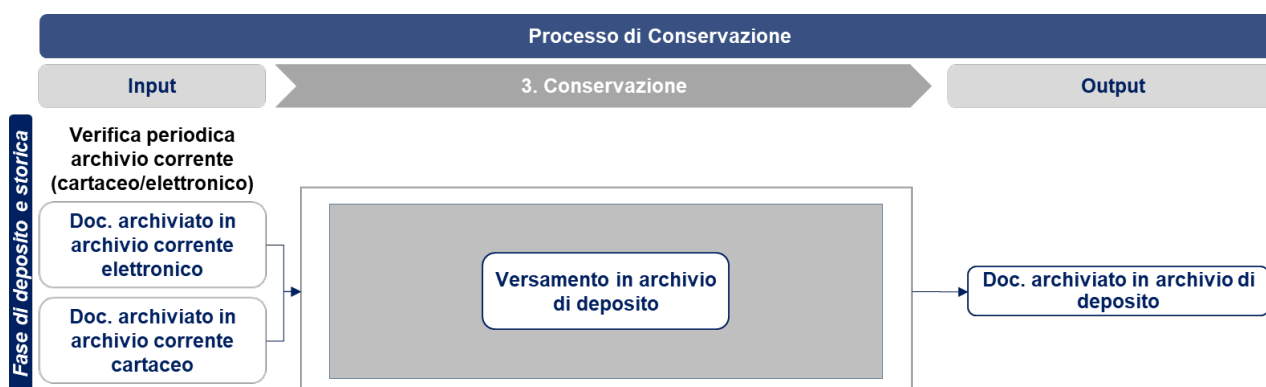 Processo di Conservazione
Input
3. Conservazione
Output
Fase di deposito e storica
Verifica periodica
archivio corrente
(cartaceo/elettronico)
Doc. archiviato in
archivio corrente
elettronico
Doc. archiviato in
archivio corrente
cartaceo
Versamento in archivio
di deposito
Doc. archiviato in archivio di
deposito